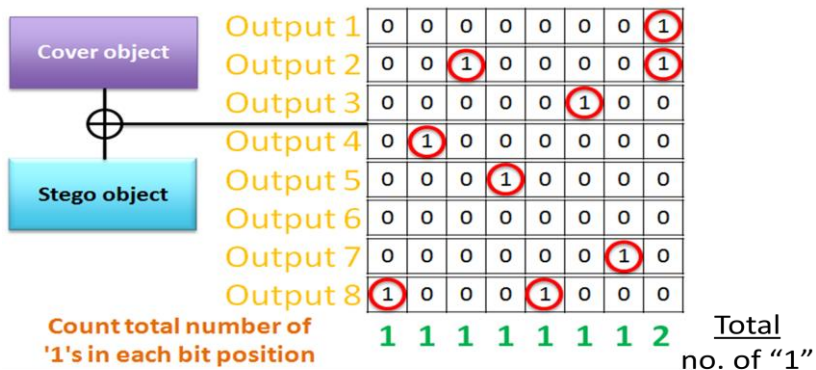 Cover object
Stego object
Output 1 0 0 0 0 0 0 0 1
Output 2 0 0 1 0 0 0 0 1
Output 3 0 0 0 0 0 1 0 0
Output 4 0 1 0 0 0 0 0 0
Output 5 0 0 0 1 0 0 0 0
Output 6 0 0 0 0 0 0 0 0
Output 7 0 0 0 0 0 0 1 0
Output 8 1 0 0 0 1 0 0 0
Count total number of
'1's in each bit position
1 1 1 1 1 1 1 2
Total
no. of “1”